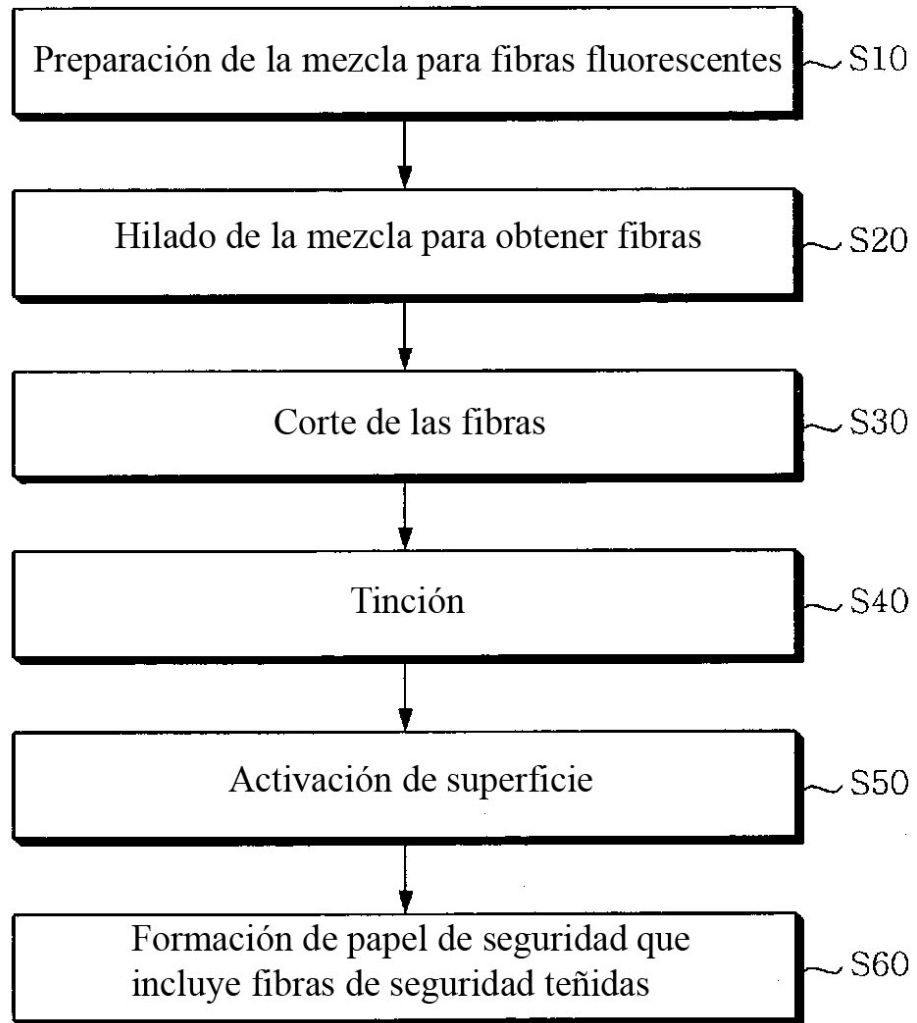 Preparación de la mezcla para fibras fluorescentes
S10
Hilado de la mezcla para obtener fibras
S20
Corte de las fibras
S30
Tinción
S40
Activación de superficie
S50
Formación de papel de seguridad que
incluye fibras de seguridad teñidas
S60